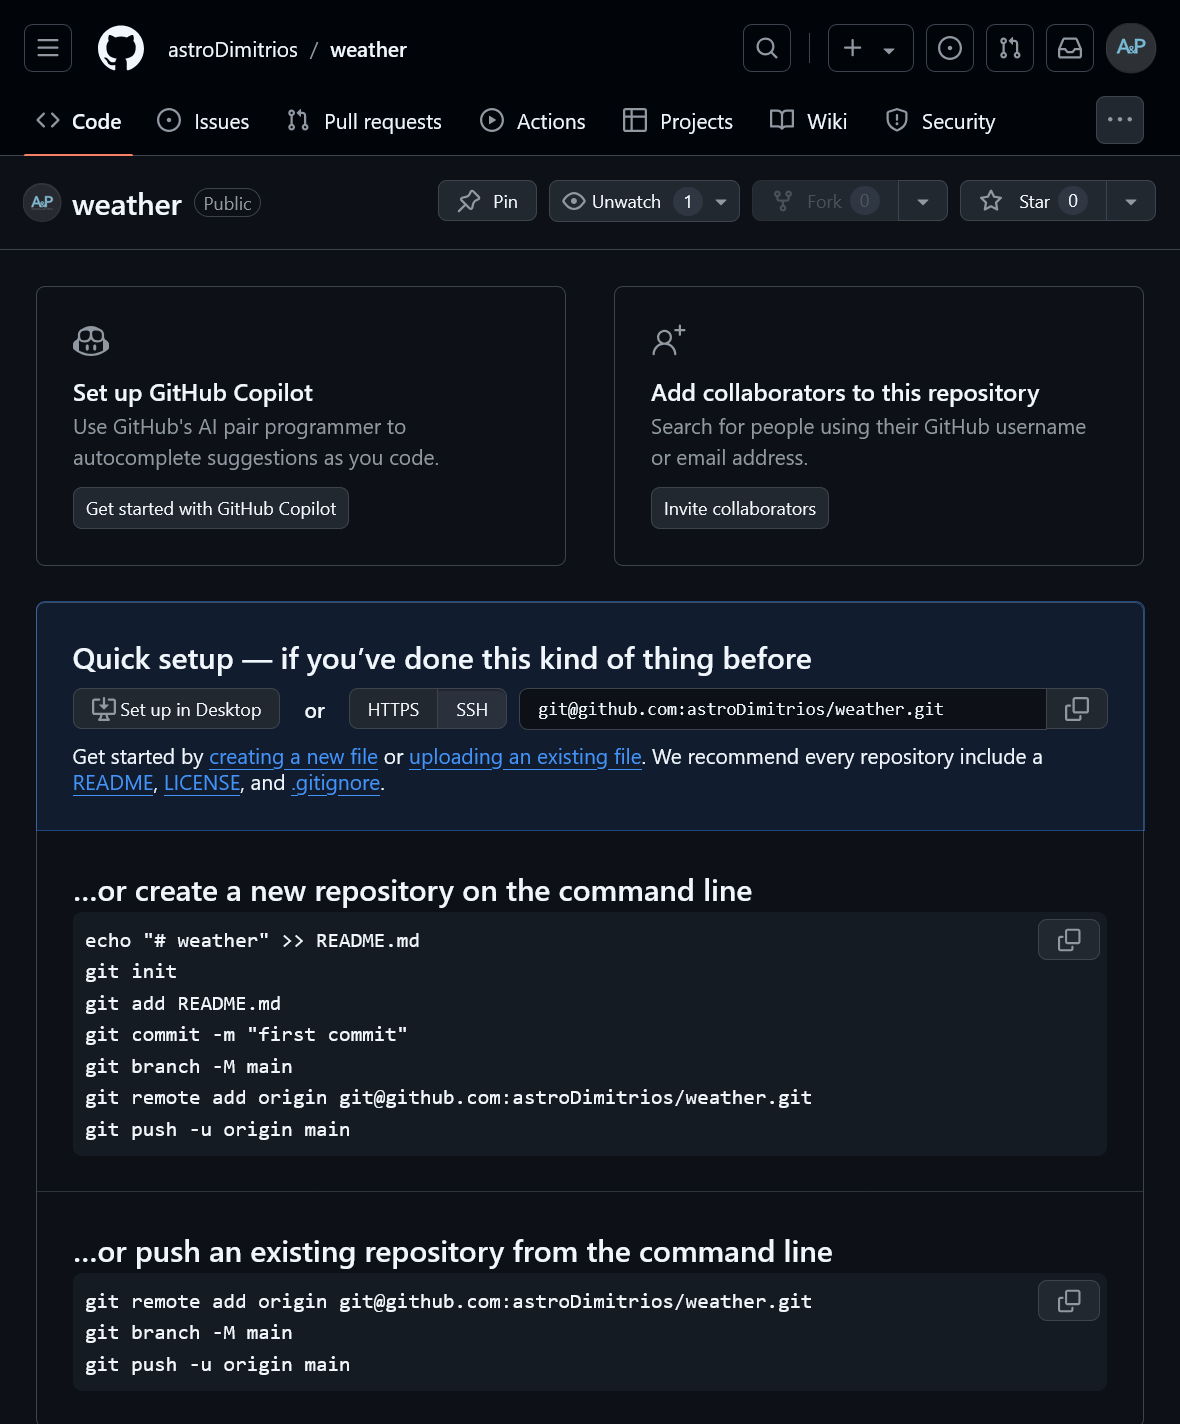 astroDimitrios / weather
A&P
Code Issues Pull requests Actions Projects Wiki Security
A&P weather Public Pin Unwatch 1 Fork 0 Star 0
Set up GitHub Copilot
Use GitHub's AI pair programmer to
autocomplete suggestions as you code.
Get started with GitHub Copilot
Add collaborators to this repository
Search for people using their GitHub username
or email address.
Invite collaborators
Quick setup — if you’ve done this kind of thing before
Set up in Desktop or HTTPS SSH git@github.com:astroDimitrios/weather.git
Get started by creating a new file or uploading an existing file. We recommend every repository include a
README, LICENSE, and .gitignore.
…or create a new repository on the command line
echo "# weather" >> README.md
git init
git add README.md
git commit -m "first commit"
git branch -M main
git remote add origin git@github.com:astroDimitrios/weather.git
git push -u origin main
…or push an existing repository from the command line
git remote add origin git@github.com:astroDimitrios/weather.git
git branch -M main
git push -u origin main